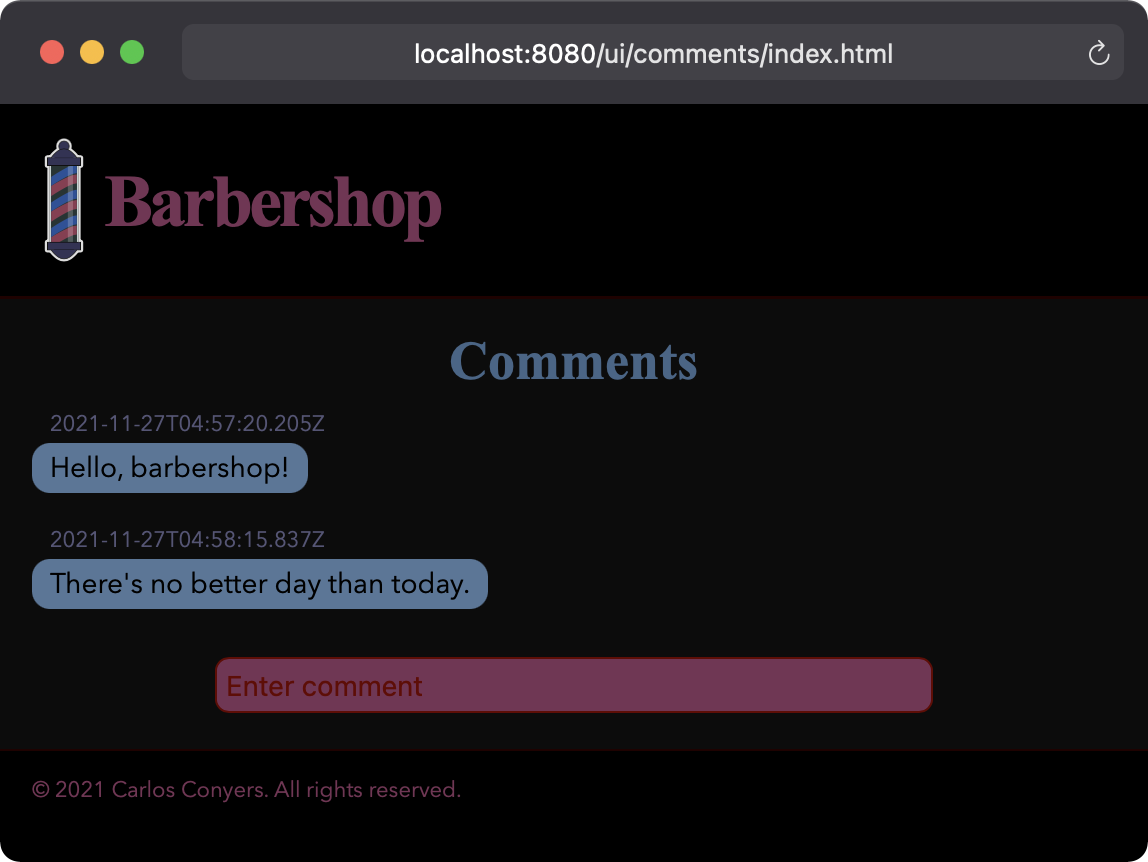 localhost:8080/ui/comments/index.html
Barbershop
Comments
2021-11-27T04:57:20.205Z
Hello, barbershop!
2021-11-27T04:58:15.837Z
There's no better day than today.
Enter comment
© 2021 Carlos Conyers. All rights reserved.